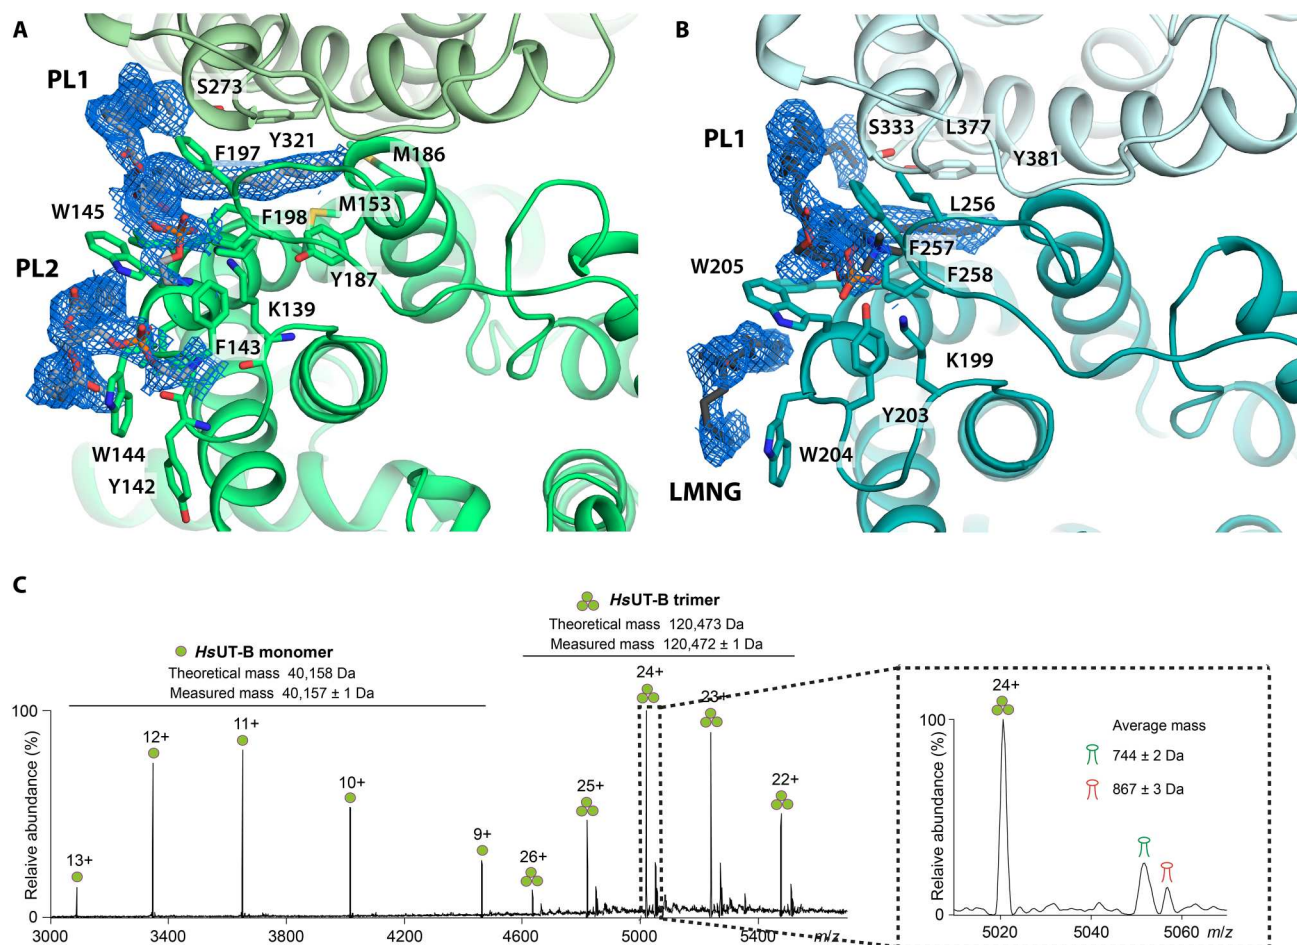 A
PL1
S273
F197
Y321
M186
W145
F198
M153
PL2
Y187
K139
F143
W144
Y142
B
PL1
S333
L377
Y381
L256
F257
W205
F258
K199
Y203
W204
LMNG
C
HsUT-B monomer
Theoretical mass 40,158 Da
Measured mass 40,157 ± 1 Da
HsUT-B trimer
Theoretical mass 120,473 Da
Measured mass 120,472 ± 1 Da
Relaive abundance (%)
100
0
13+
12+
11+
10+
9+
26+
25+
24+
23+
22+
3000
3400
3800
4200
4600
5000
5400
m/z
Relaive abundance (%)
100
0
24+
Average mass
744 ± 2 Da
867 ± 3 Da
5020
5040
5060
m/z